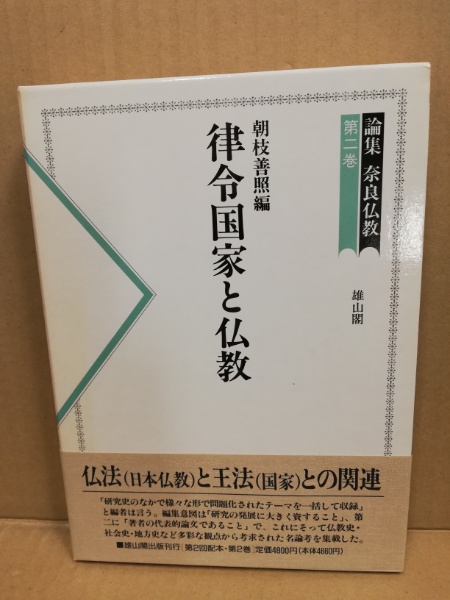 論集 奈良仏教
第二巻
雄山閣
朝枝善照編
律令国家と仏教
仏法(日本仏教)と王法(国家)との関連
「研究史のなかで様々な形で問題化されたテーマを一括して収録」
と編者は言う。編集意図は「研究の発展に大きく資すること」、第
二に「著者の代表的論文であること」で、これにそって仏教史・
社会史・地方史など多彩な観点から考求された名論考を集載した。
■雄山閣出版刊行 第2回配本・第2巻 定価4800円(本体4660円)